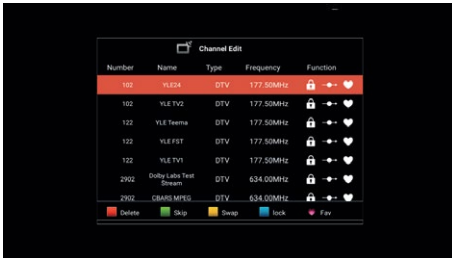 Channel Edit
Number Name Type Frequency Function
102 YLE24 DTV 177.50MHz
102 YLE TV2 DTV 177.50MHz
122 YLE Teema DTV 177.50MHz
122 YLE FST DTV 177.50MHz
122 YLE TV1 DTV 177.50MHz
2902 Dolby Labs Test Stream DTV 634.00MHz
2902 CBARS MPEG DTV 634.00MHz
Delete Skip Swap lock Fav